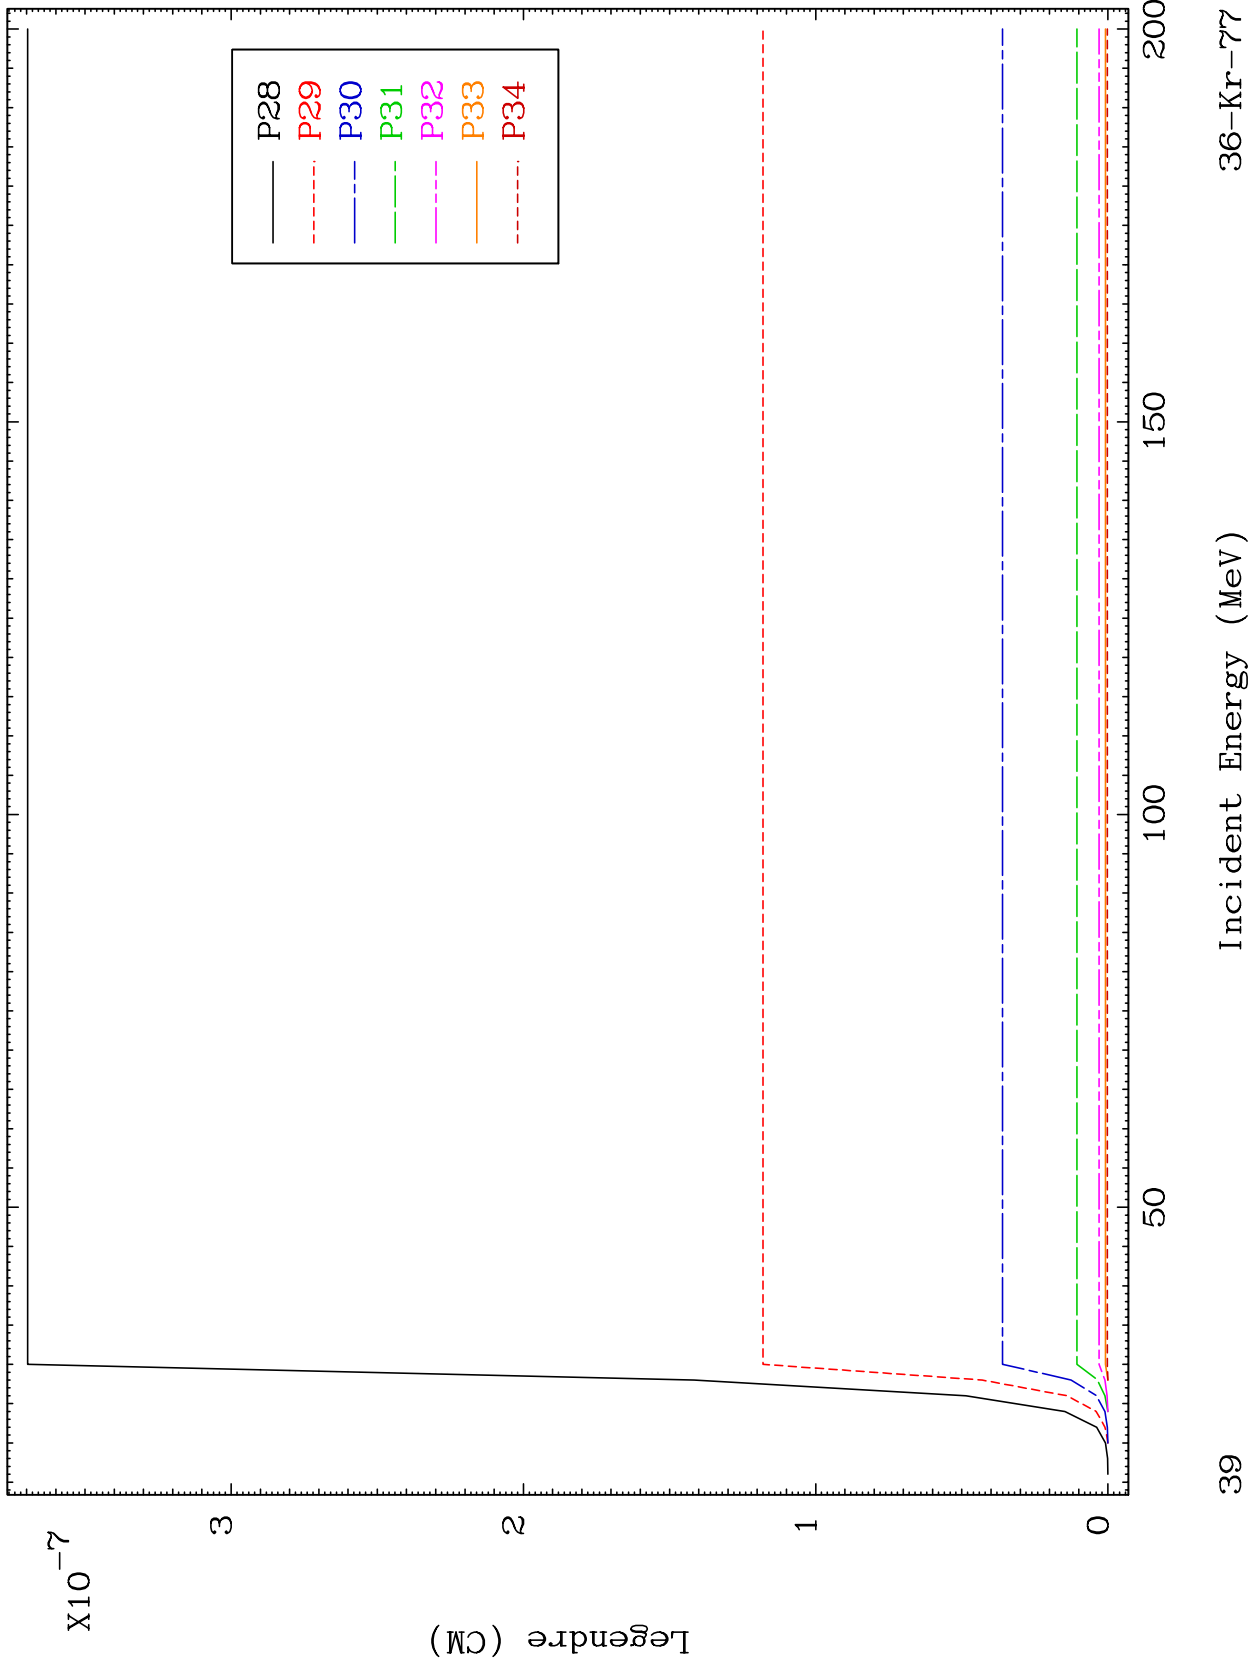 X10-7
3
2
1
0
Legendre (CM)
P28
P29
P30
P31
P32
P33
P34
50
100
150
200
39
Incident Energy (MeV)
36-Kr-77